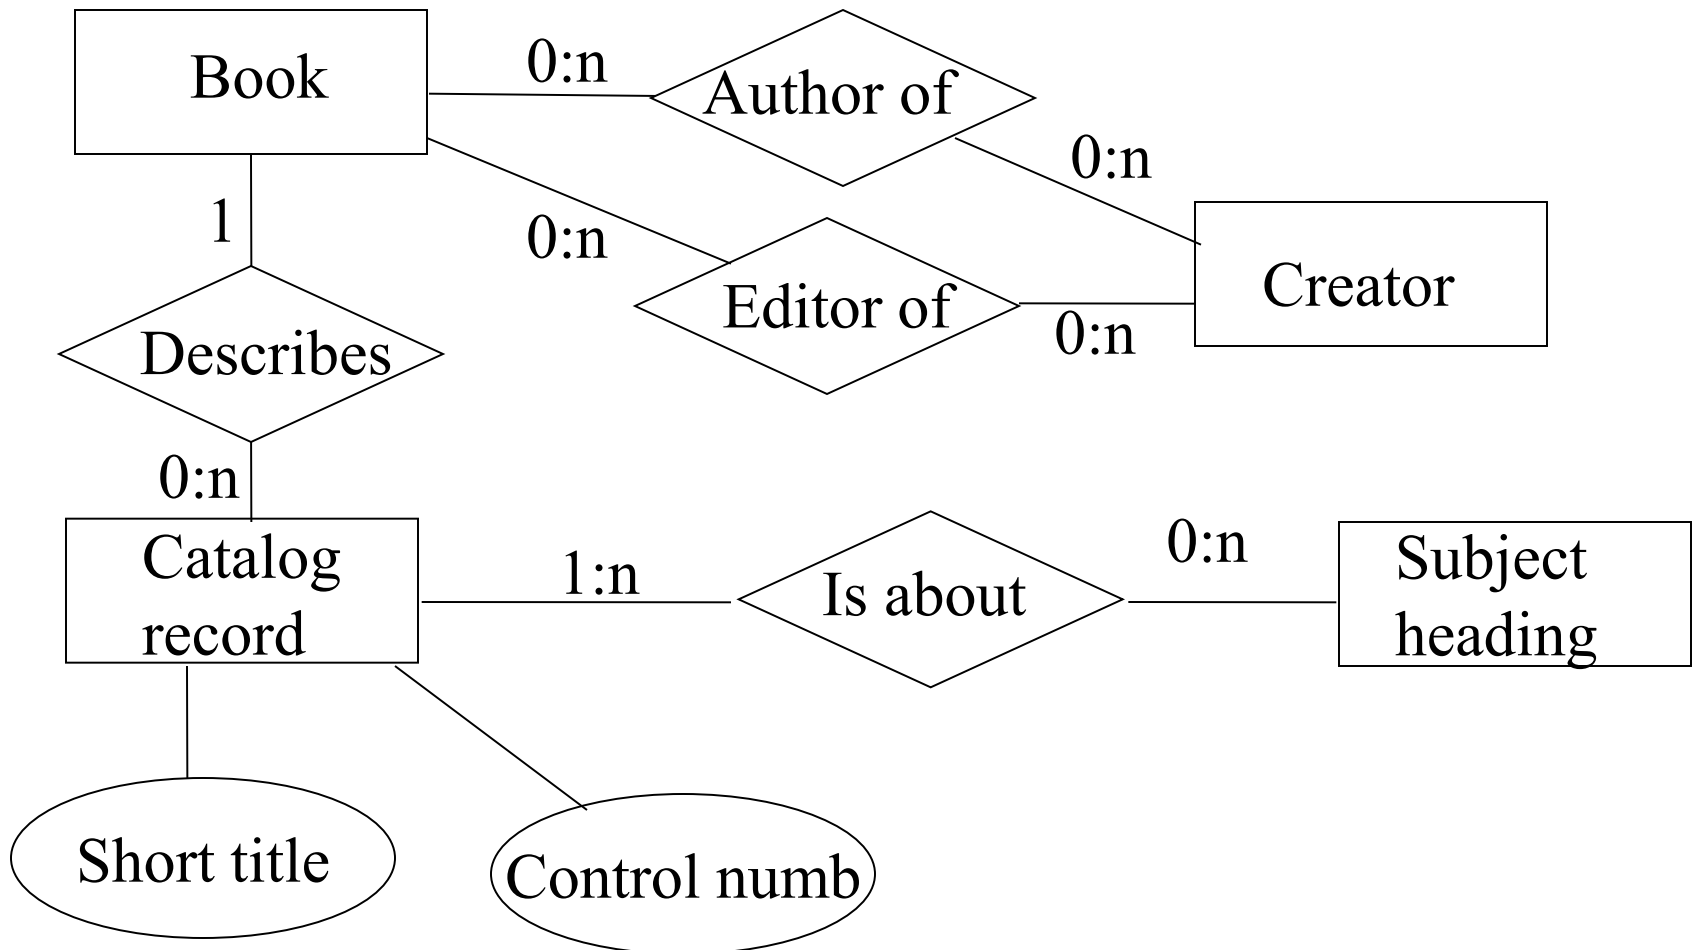 Book
0:n
Author of
0:n
1
0:n
Editor of
0:n
Creator
Describes
0:n
Catalog
record
1:n
Is about
0:n
Subject
heading
Short title
Control numb